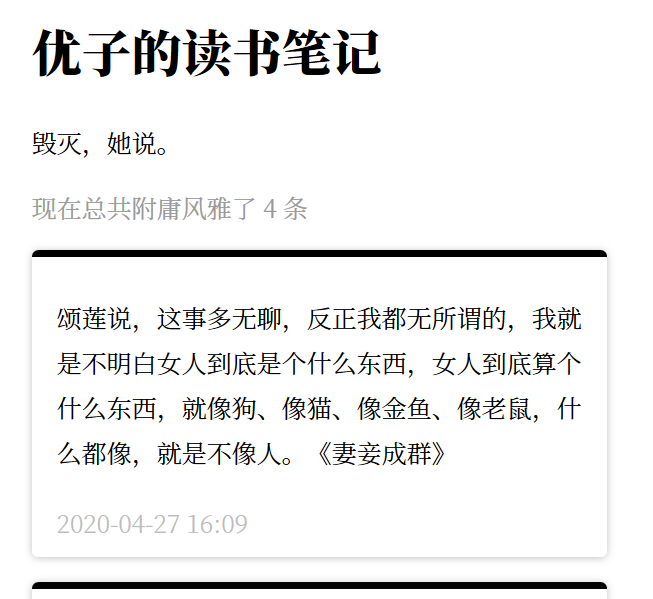 优子的读书笔记
毁灭，她说。
现在总共附庸风雅了 4 条
颂莲说，这事多无聊，反正我都无所谓的，我就
是不明白女人到底是个什么东西，女人到底算个
什么东西，就像狗、像猫、像金鱼、像老鼠，什
么都像，就是不像人。《妻妾成群》
2020-04-27 16:09